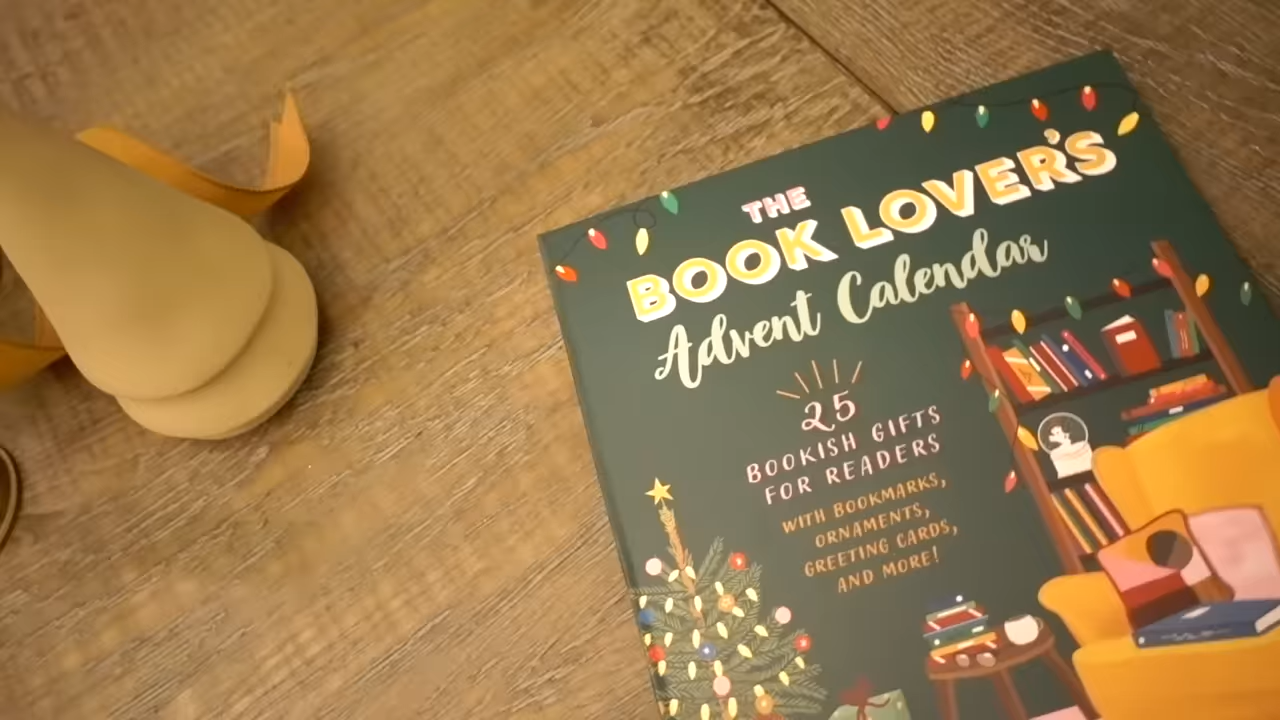 THE
BOOK LOVER'S
Advent Calendar
25
BOOKISH GIFTS
FOR READERS
WITH BOOKMARKS,
ORNAMENTS,
GREETING CARDS,
AND MORE!